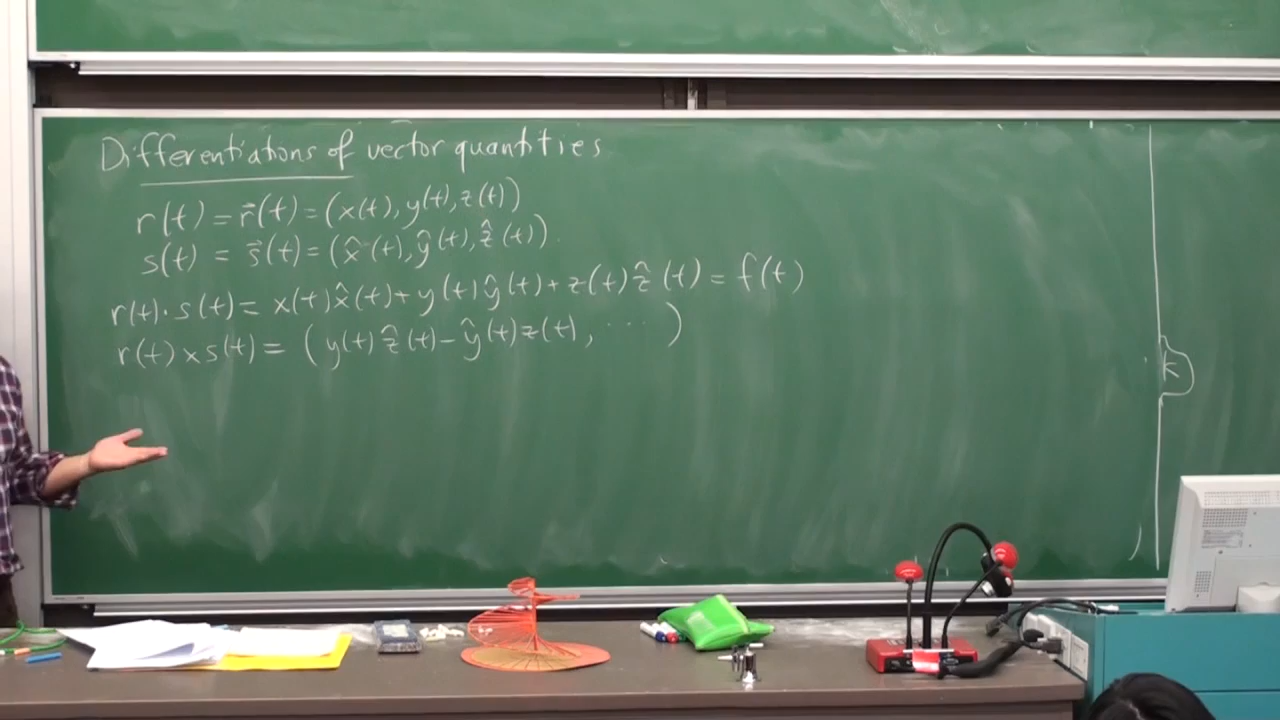 Differentiations of vector quantities
r(t) = r⃗(t) = (x(t), y(t), z(t))
s(t) = s⃗(t) = (x̂(t), ŷ(t), ẑ(t))
r(t)·s(t) = x(t)x̂(t) + y(t)ŷ(t) + z(t)ẑ(t) = f(t)
r(t) × s(t) = (y(t)ẑ(t) - ŷ(t)z(t), ··· )
K